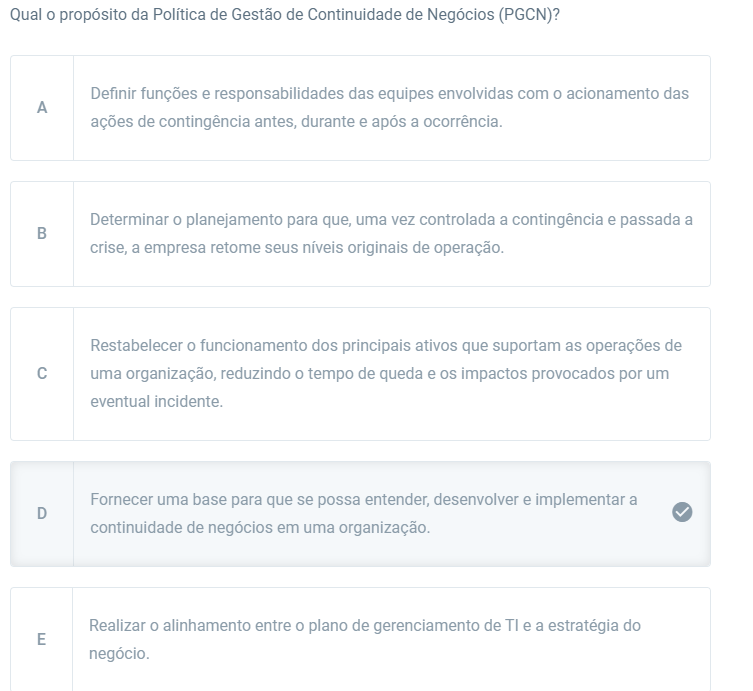 Qual o propósito da Política de Gestão de Continuidade de Negócios (PGCN)?
A
Definir funções e responsabilidades das equipes envolvidas com o acionamento das
ações de contingência antes, durante e após a ocorrência.
B
Determinar o planejamento para que, uma vez controlada a contingência e passada a
crise, a empresa retome seus níveis originais de operação.
C
Restabelecer o funcionamento dos principais ativos que suportam as operações de
uma organização, reduzindo o tempo de queda e os impactos provocados por um
eventual incidente.
D
Fornecer uma base para que se possa entender, desenvolver e implementar a
continuidade de negócios em uma organização.
E
Realizar o alinhamento entre o plano de gerenciamento de TI e a estratégia do
negócio.